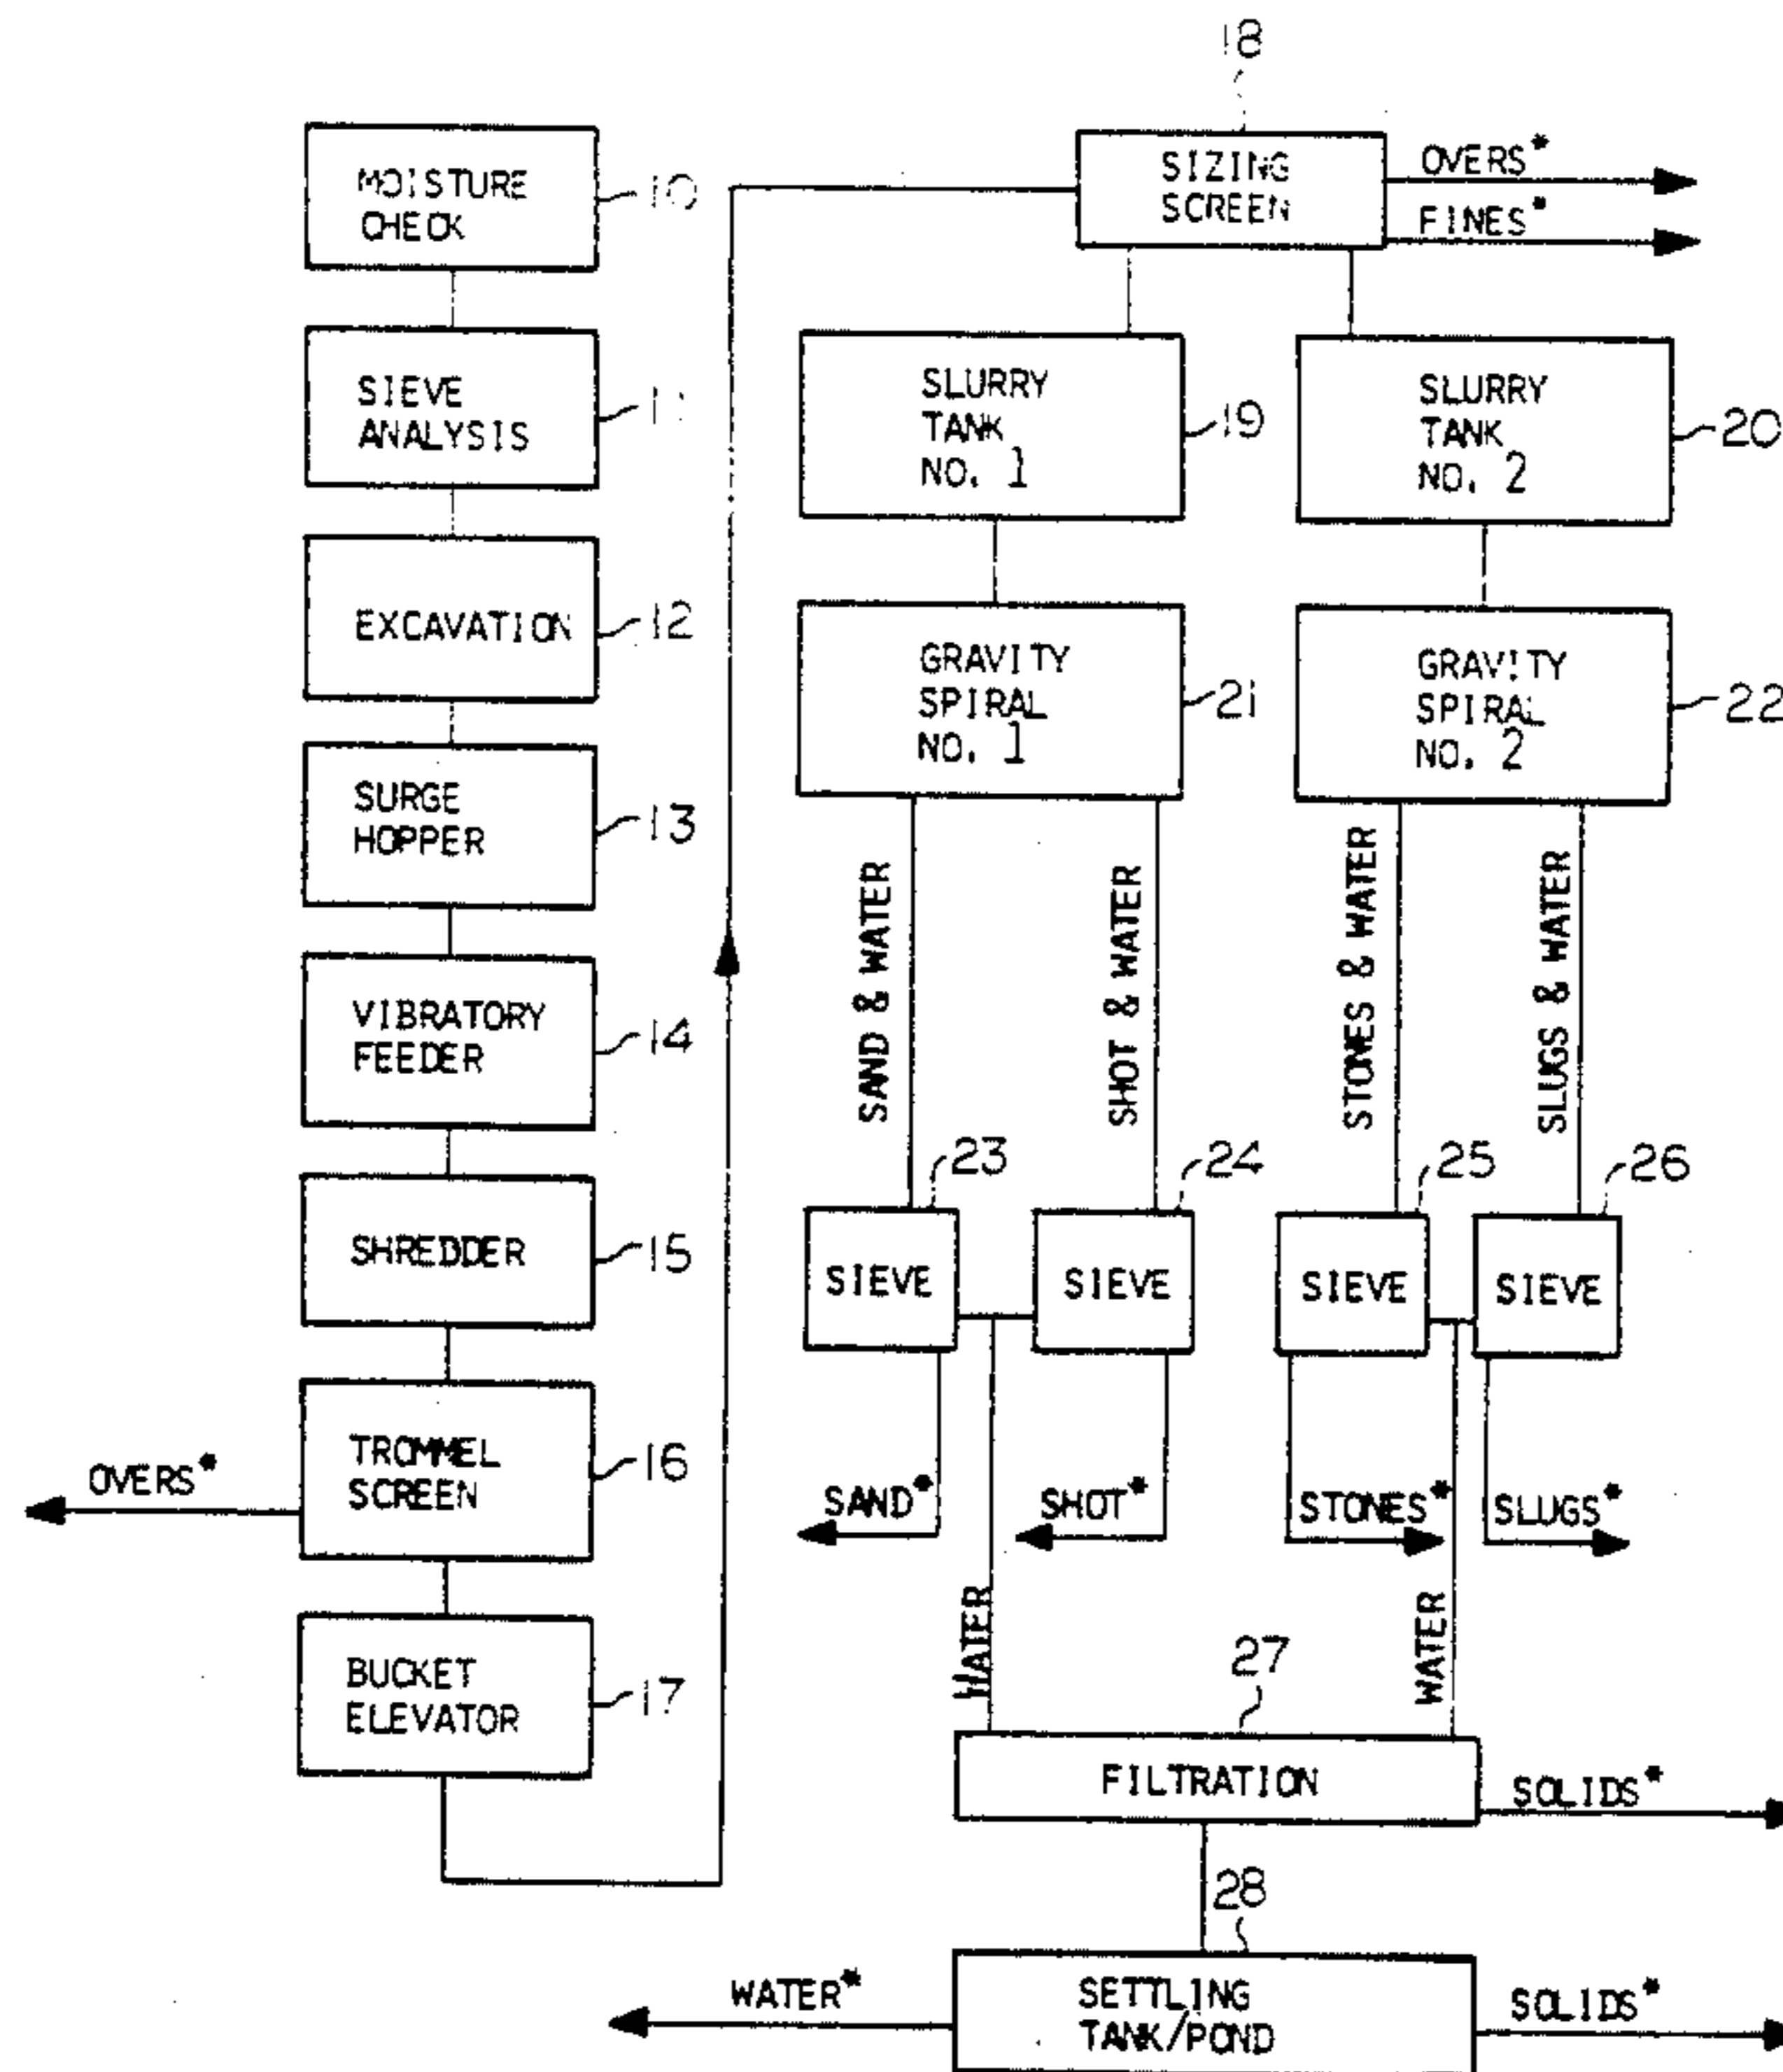 MOISTURE
CHECK
10
SIEVE
ANALYSIS
EXCAVATION
12
SURGE
HOPPER
13
VIBRATORY
FEEDER
14
SHREDDER
15
TROMMEL
SCREEN
16
OVERS*
BUCKET
ELEVATOR
17
18
SIZING
SCREEN
OVERS*
FINES*
SLURRY
TANK
NO. 1
19
SLURRY
TANK
NO. 2
20
GRAVITY
SPIRAL
NO. 1
21
GRAVITY
SPIRAL
NO. 2
22
SAND & WATER
SHOT & WATER
STONES & WATER
SLUGS & WATER
23
24
25
26
SIEVE
SIEVE
SIEVE
SIEVE
SAND*
SHOT*
STONES*
SLUGS*
WATER
WATER
27
FILTRATION
SOLIDS*
28
WATER*
SETTLING
TANK/POND
SOLIDS*